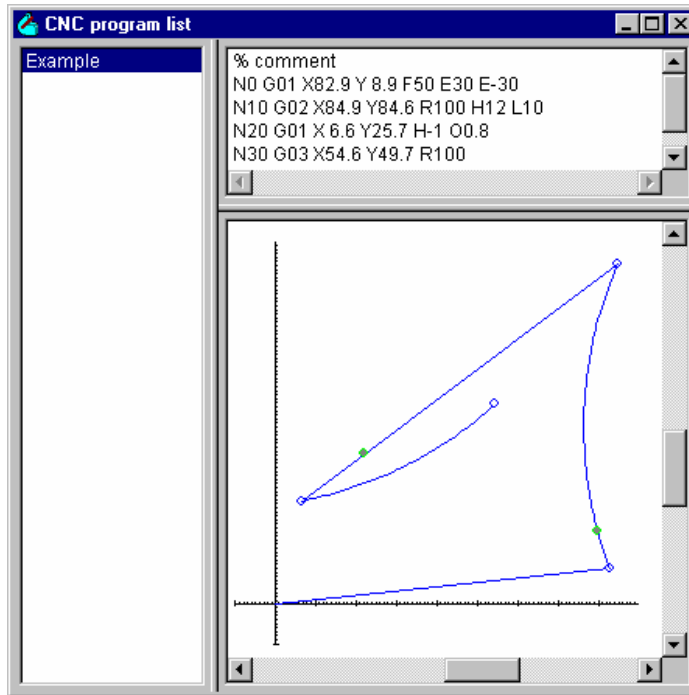 CNC program list
Example
% comment
N0 G01 X82.9 Y 8.9 F50 E30 E-30
N10 G02 X84.9 Y84.6 R100 H12 L10
N20 G01 X 6.6 Y25.7 H-1 O0.8
N30 G03 X54.6 Y49.7 R100